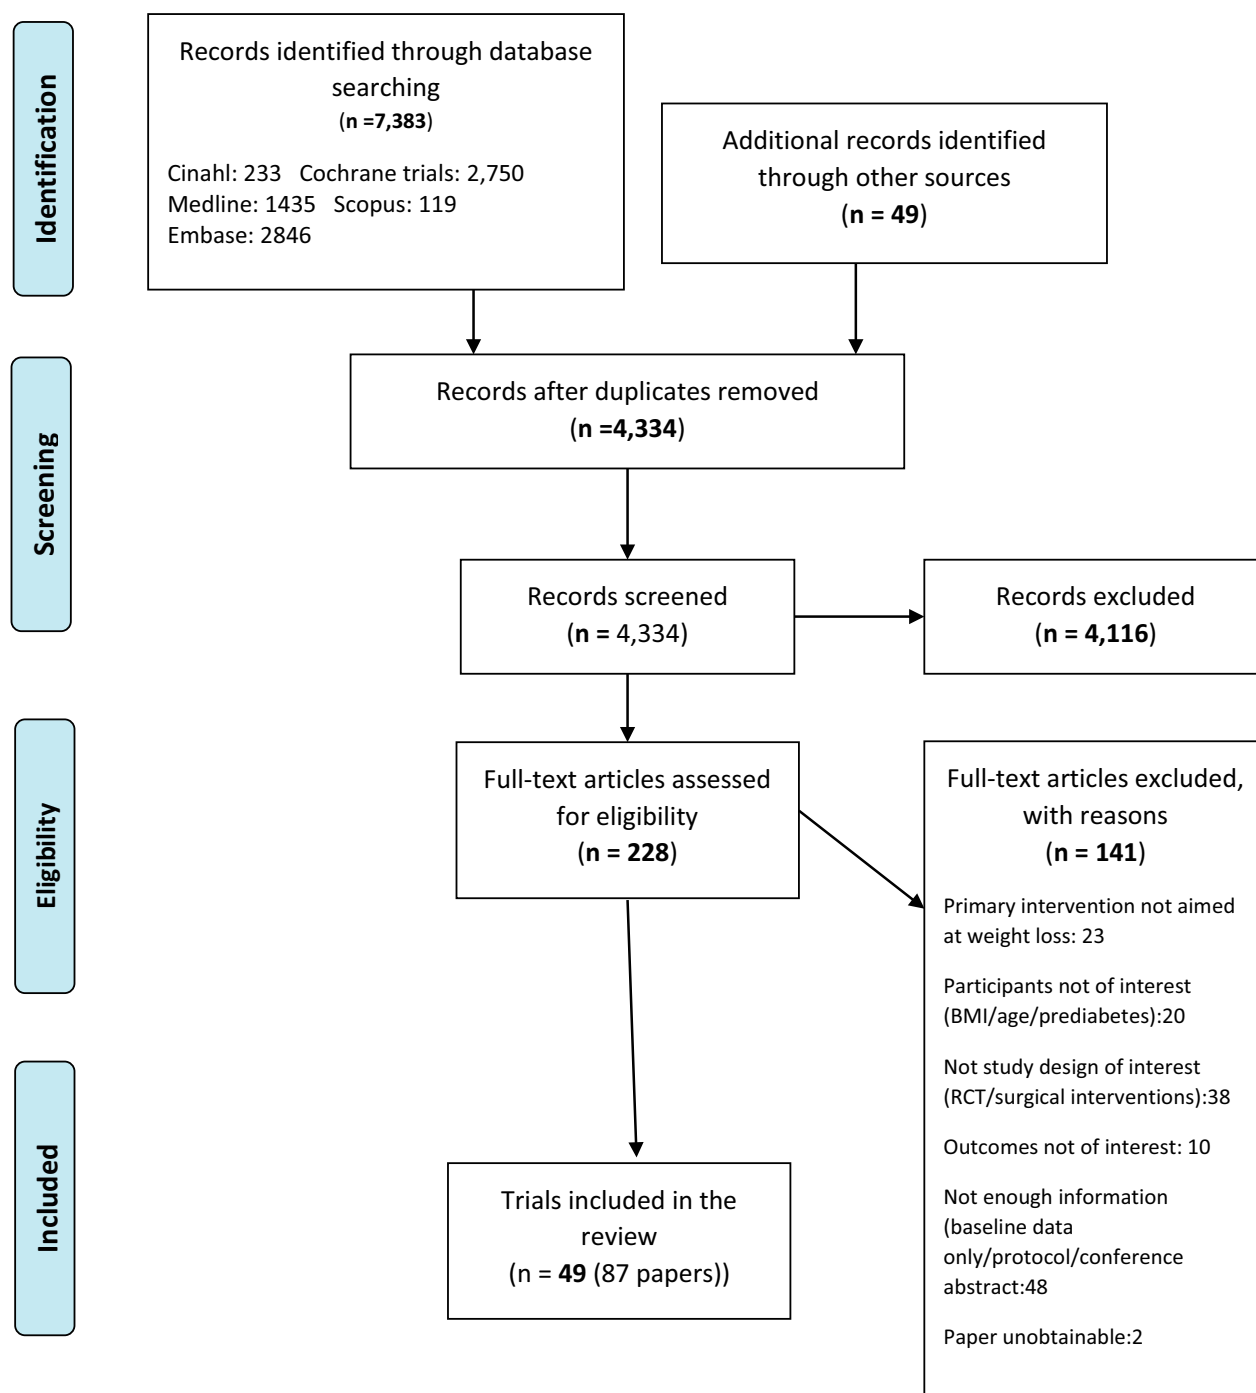 Identification
Records identified through database
searching
(n =7,383)
Cinahl: 233   Cochrane trials: 2,750
Medline: 1435   Scopus: 119
Embase: 2846
Additional records identified
through other sources
(n = 49)
Screening
Records after duplicates removed
(n =4,334)
Records screened
(n = 4,334)
Records excluded
(n = 4,116)
Eligibility
Full-text articles assessed
for eligibility
(n = 228)
Full-text articles excluded,
with reasons
(n = 141)
Primary intervention not aimed
at weight loss: 23
Participants not of interest
(BMI/age/prediabetes):20
Not study design of interest
(RCT/surgical interventions):38
Outcomes not of interest: 10
Not enough information
(baseline data
only/protocol/conference
abstract:48
Paper unobtainable:2
Included
Trials included in the
review
(n = 49 (87 papers))